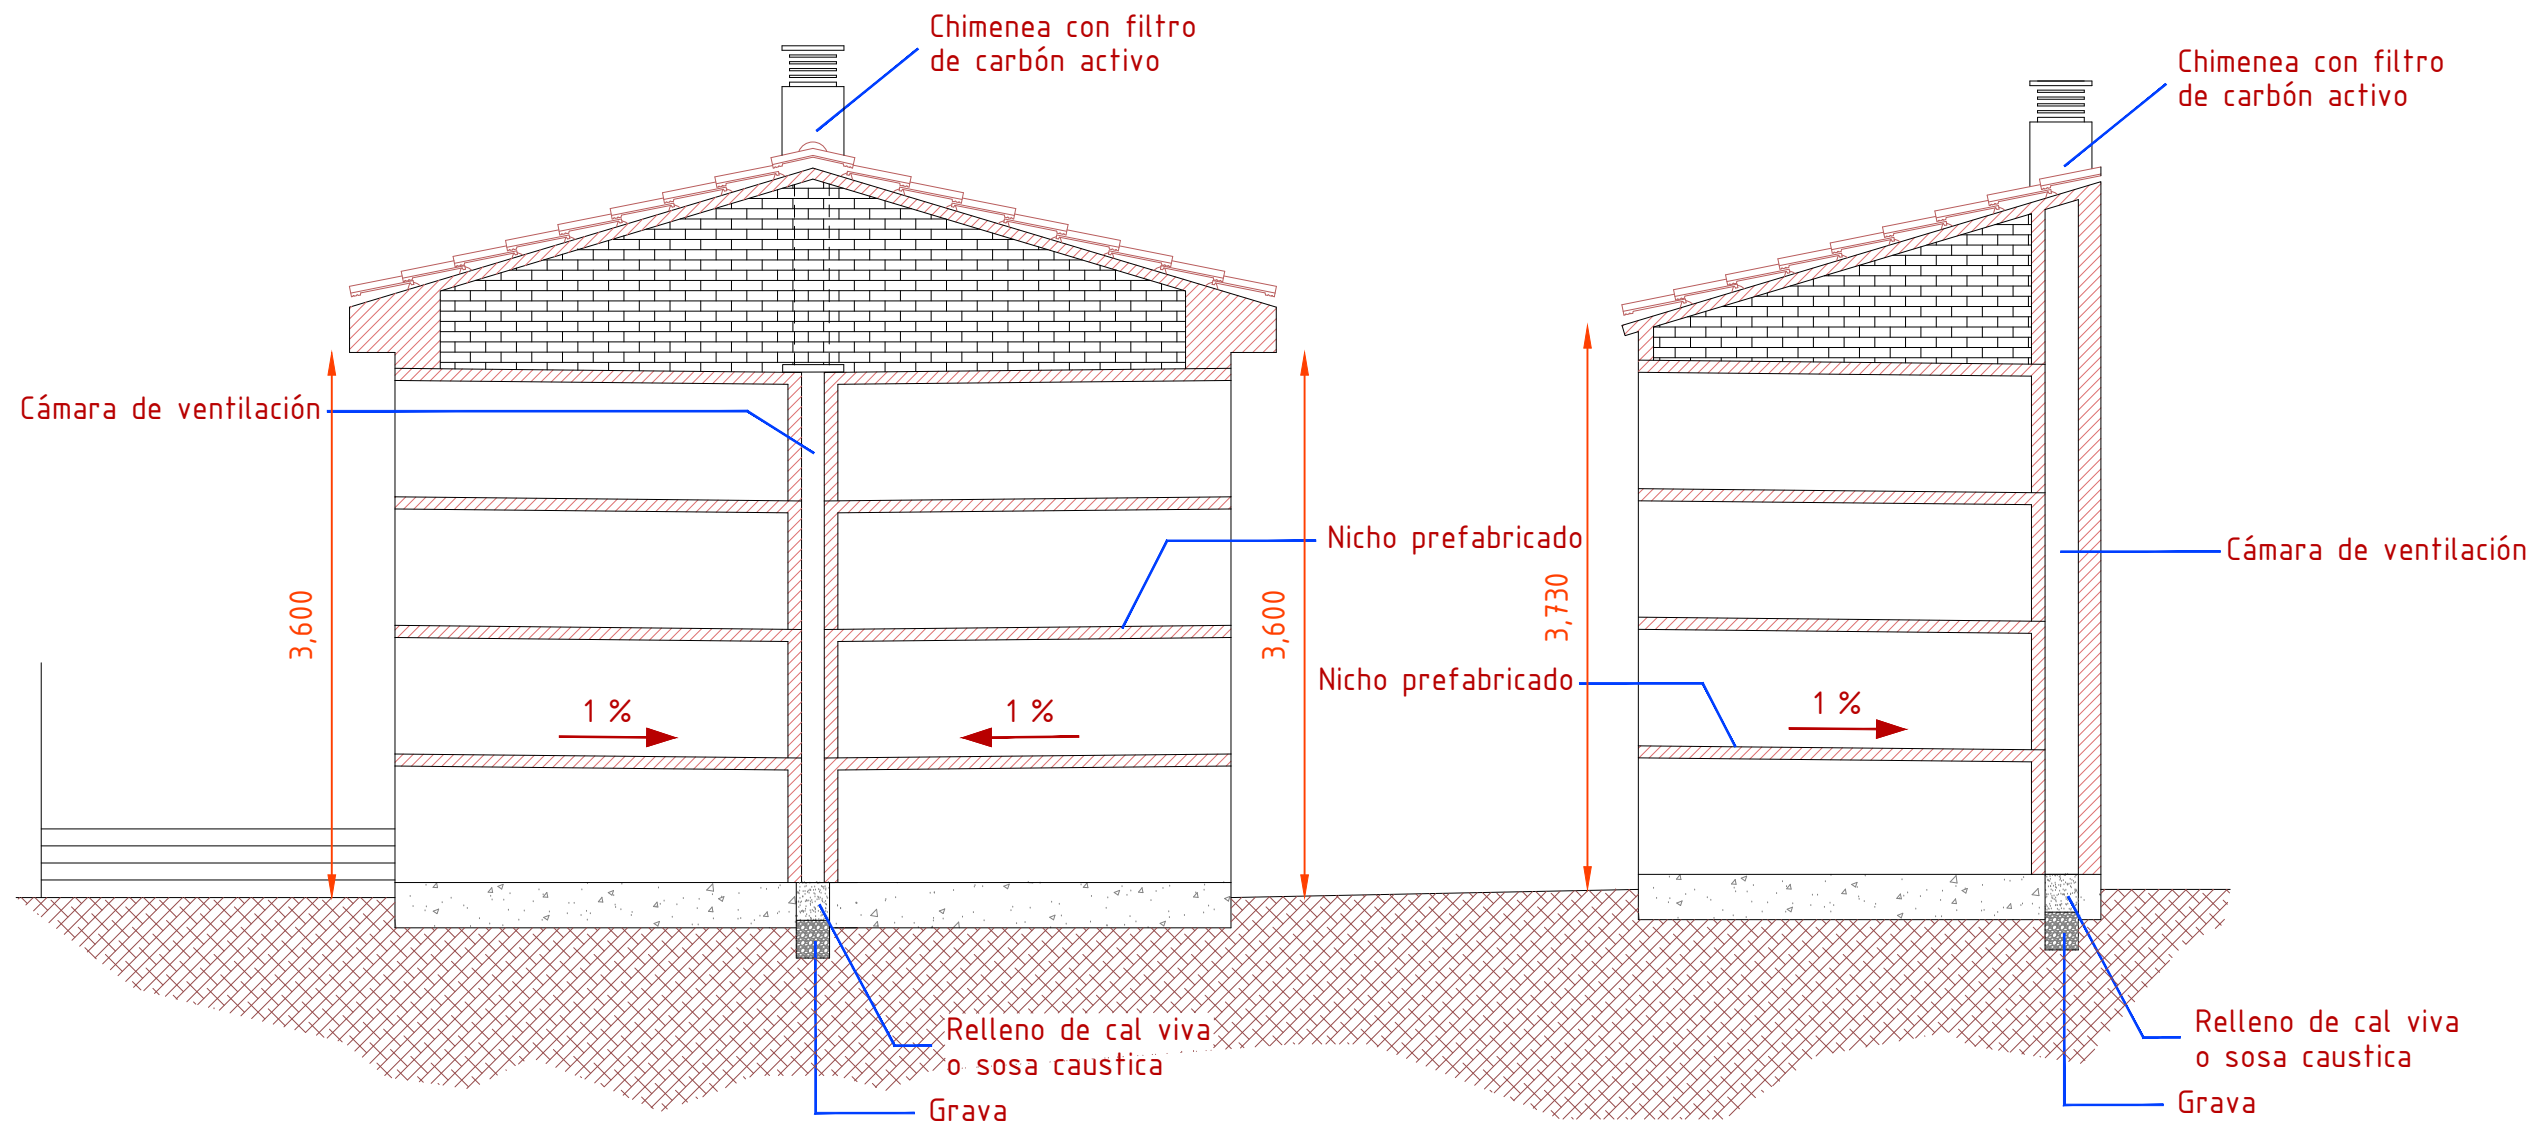 Chimenea con filtro
de carbón activo
Chimenea con filtro
de carbón activo
Cámara de ventilación
Nicho prefabricado
Cámara de ventilación
3,600
3,600
3,730
Nicho prefabricado
1 %
1 %
1 %
Relleno de cal viva
o sosa caustica
Grava
Relleno de cal viva
o sosa caustica
Grava